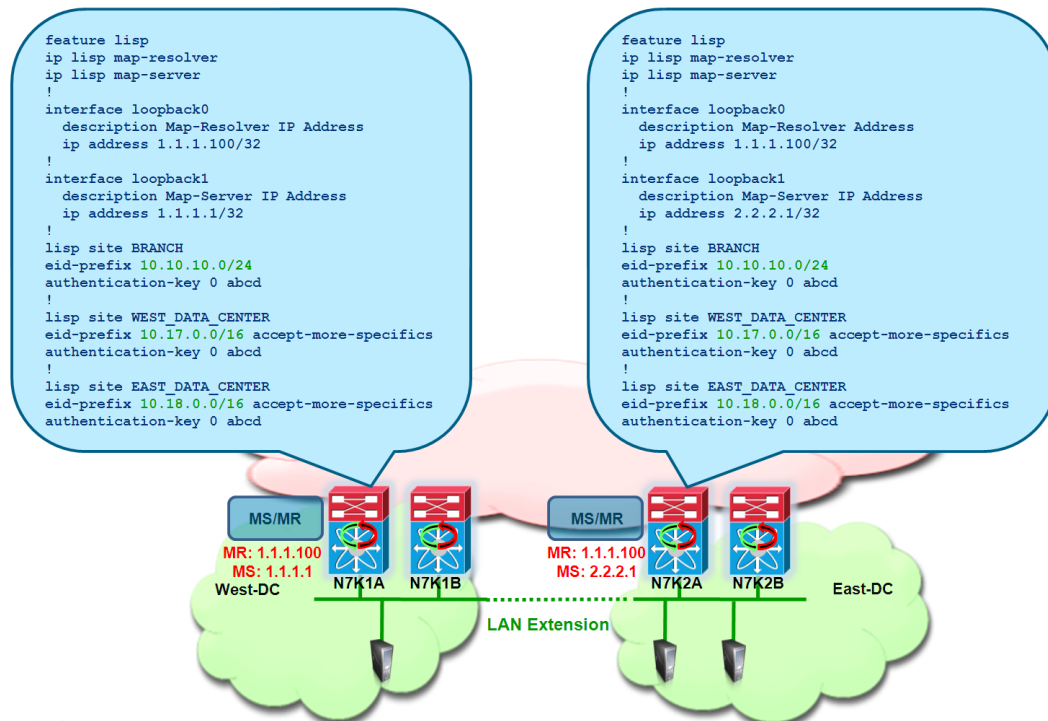 feature lisp
ip lisp map-resolver
ip lisp map-server
!
interface loopback0
description Map-Resolver IP Address
ip address 1.1.1.100/32
!
interface loopback1
description Map-Server IP Address
ip address 1.1.1.1/32
!
lisp site BRANCH
eid-prefix 10.10.10.0/24
authentication-key 0 abcd
!
lisp site WEST_DATA_CENTER
eid-prefix 10.17.0.0/16 accept-more-specifics
authentication-key 0 abcd
!
lisp site EAST_DATA_CENTER
eid-prefix 10.18.0.0/16 accept-more-specifics
authentication-key 0 abcd
feature lisp
ip lisp map-resolver
ip lisp map-server
!
interface loopback0
description Map-Resolver Address
ip address 1.1.1.100/32
!
interface loopback1
description Map-Server IP Address
ip address 2.2.2.1/32
!
lisp site BRANCH
eid-prefix 10.10.10.0/24
authentication-key 0 abcd
!
lisp site WEST_DATA_CENTER
eid-prefix 10.17.0.0/16 accept-more-specifics
authentication-key 0 abcd
!
lisp site EAST_DATA_CENTER
eid-prefix 10.18.0.0/16 accept-more-specifics
authentication-key 0 abcd
MS/MR
MR: 1.1.1.100
MS: 1.1.1.1
West-DC
N7K1A
N7K1B
MS/MR
MR: 1.1.1.100
MS: 2.2.2.1
N7K2A
N7K2B
East-DC
LAN Extension